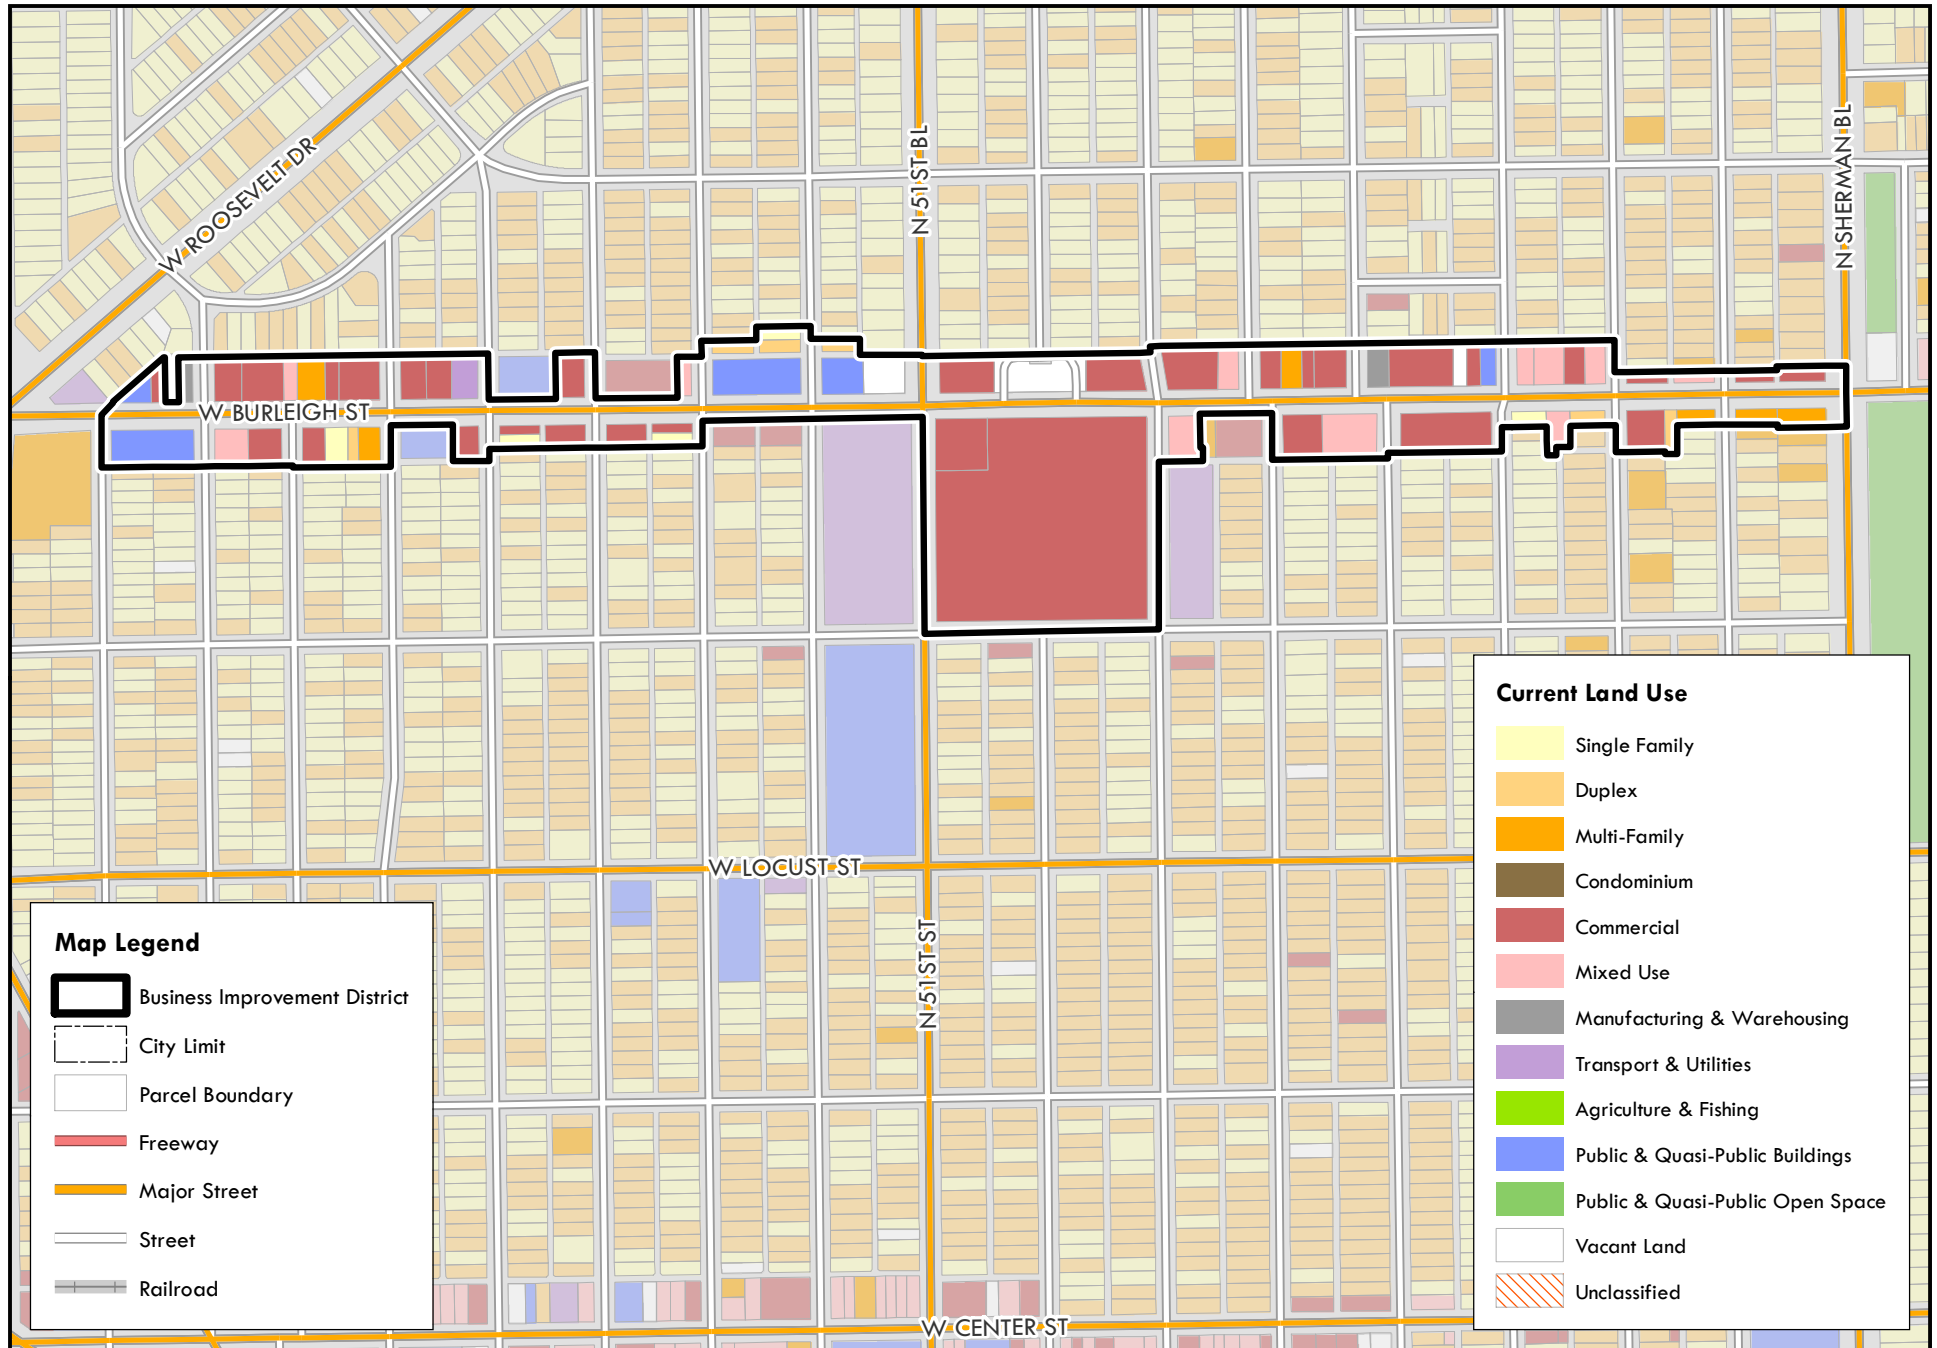 N 51ST BL
N SHERMAN BL
W ROOSEVELT DR
W BURLEIGH ST
W LOCUST ST
N 51ST ST
W CENTER ST
Map Legend
Business Improvement District
City Limit
Parcel Boundary
Freeway
Major Street
Street
Railroad
Current Land Use
Single Family
Duplex
Multi-Family
Condominium
Commercial
Mixed Use
Manufacturing & Warehousing
Transport & Utilities
Agriculture & Fishing
Public & Quasi-Public Buildings
Public & Quasi-Public Open Space
Vacant Land
Unclassified